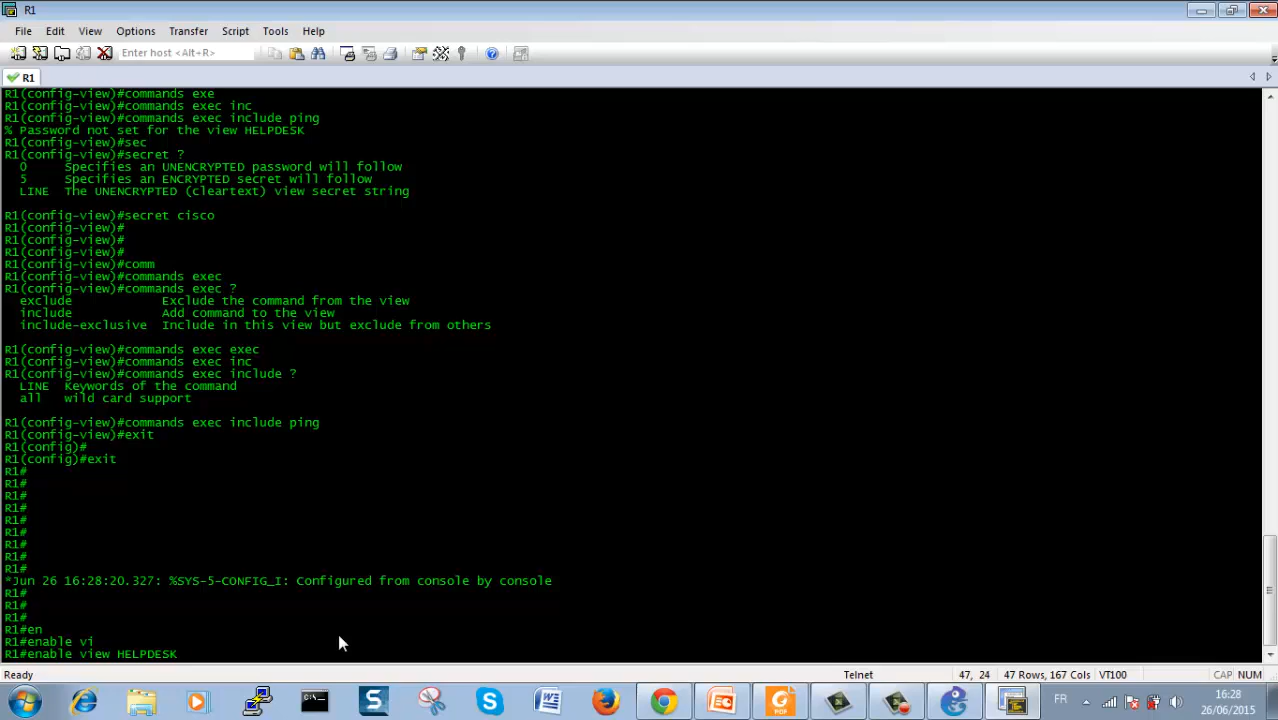 R1
File Edit View Options Transfer Script Tools Help
Enter host <Alt+R>
R1
R1(config-view)#commands exe
R1(config-view)#commands exec inc
R1(config-view)#commands exec include ping
% Password not set for the view HELPDESK
R1(config-view)#sec
R1(config-view)#secret ?
0 Specifies an UNENCRYPTED password will follow
5 Specifies an ENCRYPTED secret will follow
LINE The UNENCRYPTED (cleartext) view secret string
R1(config-view)#secret cisco
R1(config-view)#
R1(config-view)#
R1(config-view)#
R1(config-view)#comm
R1(config-view)#commands exec
R1(config-view)#commands exec ?
exclude Exclude the command from the view
include Add command to the view
include-exclusive Include in this view but exclude from others
R1(config-view)#commands exec exec
R1(config-view)#commands exec inc
R1(config-view)#commands exec include ?
LINE Keywords of the command
all wild card support
R1(config-view)#commands exec include ping
R1(config-view)#exit
R1(config)#
R1(config)#exit
R1#
R1#
R1#
R1#
R1#
R1#
R1#
R1#
R1#
*Jun 26 16:28:20.327: %SYS-5-CONFIG_I: Configured from console by console
R1#
R1#
R1#
R1#en
R1#enable vi
R1#enable view HELPDESK
Ready Telnet 47, 24 47 Rows, 167 Cols VT100 CAP NUM
FR 16:28
26/06/2015